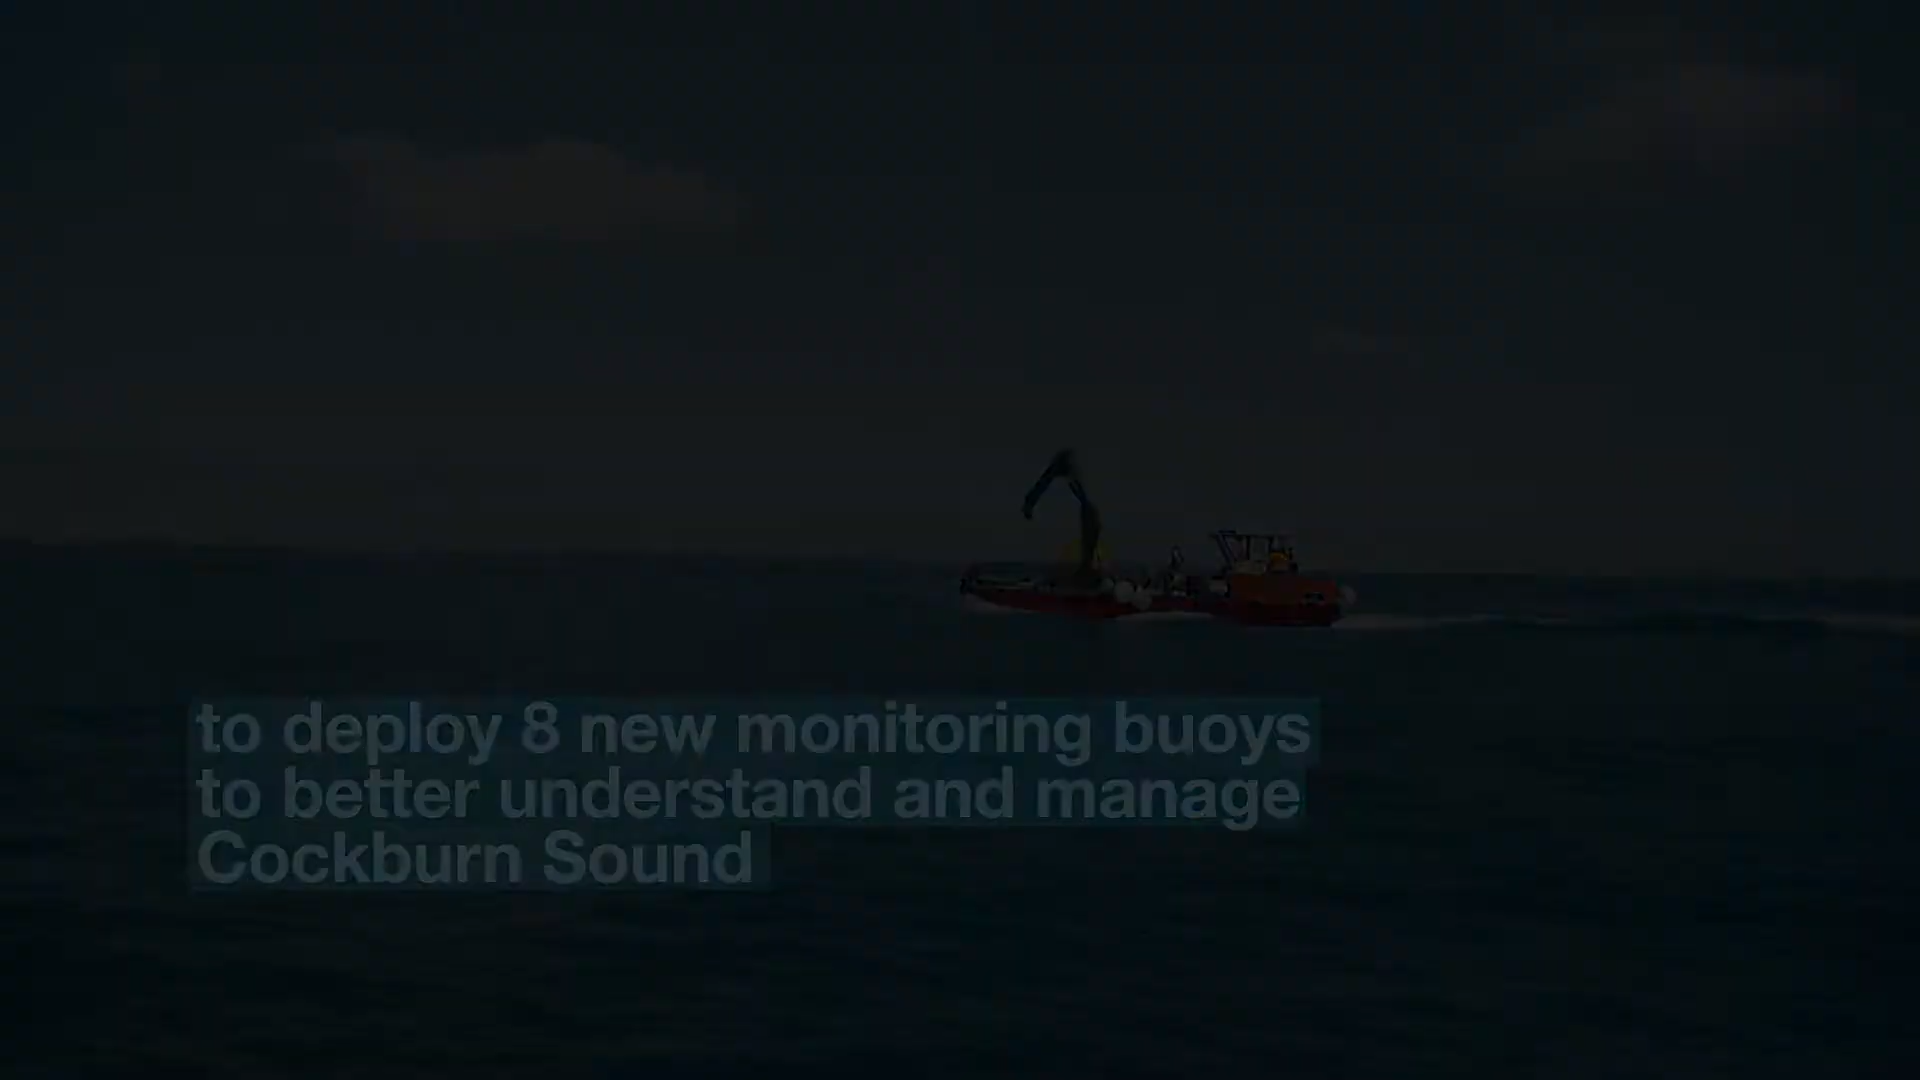 to deploy 8 new monitoring buoys
to better understand and manage
Cockburn Sound